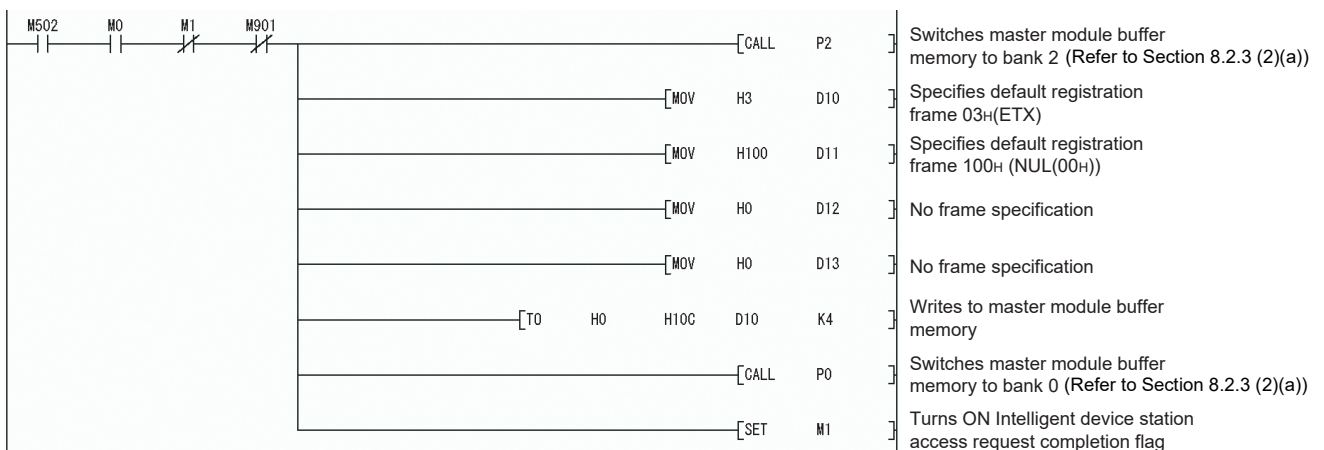 M502 M0 M1 M901
CALL P2
Switches master module buffer
memory to bank 2 (Refer to Section 8.2.3 (2)(a))
MOV H3 D10
Specifies default registration
frame 03H(ETX)
MOV H100 D11
Specifies default registration
frame 100H (NUL(00H))
MOV H0 D12
No frame specification
MOV H0 D13
No frame specification
TO H0 H10C D10 K4
Writes to master module buffer
memory
CALL P0
Switches master module buffer
memory to bank 0 (Refer to Section 8.2.3 (2)(a))
SET M1
Turns ON Intelligent device station
access request completion flag